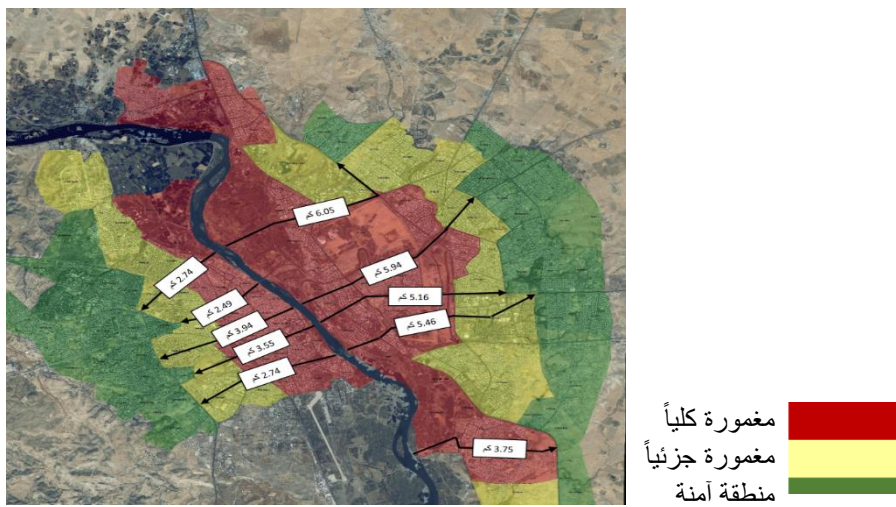 6.05 كم
2.74 كم
5.94 كم
2.49 كم
5.16 كم
3.94 كم
5.46 كم
3.55 كم
2.74 كم
3.75 كم
مغمورة كلياً
مغمورة جزئياً
منطقة آمنة